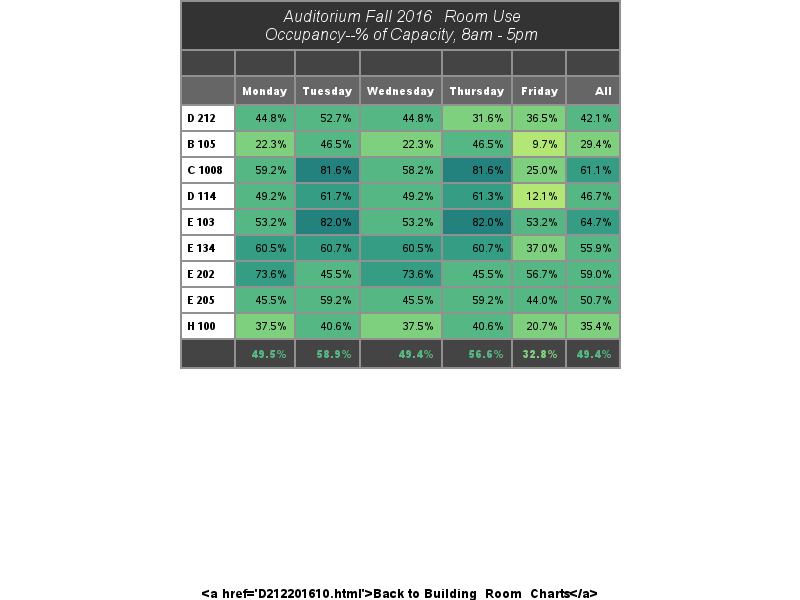 Auditorium Fall 2016 Room Use
Occupancy--% of Capacity, 8am - 5pm
Monday Tuesday Wednesday Thursday Friday All
D 212 44.8% 52.7% 44.8% 31.6% 36.5% 42.1%
B 105 22.3% 46.5% 22.3% 46.5% 9.7% 29.4%
C 1008 59.2% 81.6% 58.2% 81.6% 25.0% 61.1%
D 114 49.2% 61.7% 49.2% 61.3% 12.1% 46.7%
E 103 53.2% 82.0% 53.2% 82.0% 53.2% 64.7%
E 134 60.5% 60.7% 60.5% 60.7% 37.0% 55.9%
E 202 73.6% 45.5% 73.6% 45.5% 56.7% 59.0%
E 205 45.5% 59.2% 45.5% 59.2% 44.0% 50.7%
H 100 37.5% 40.6% 37.5% 40.6% 20.7% 35.4%
49.5% 58.9% 49.4% 56.6% 32.8% 49.4%
<a href='D212201610.html'>Back to Building Room Charts</a>